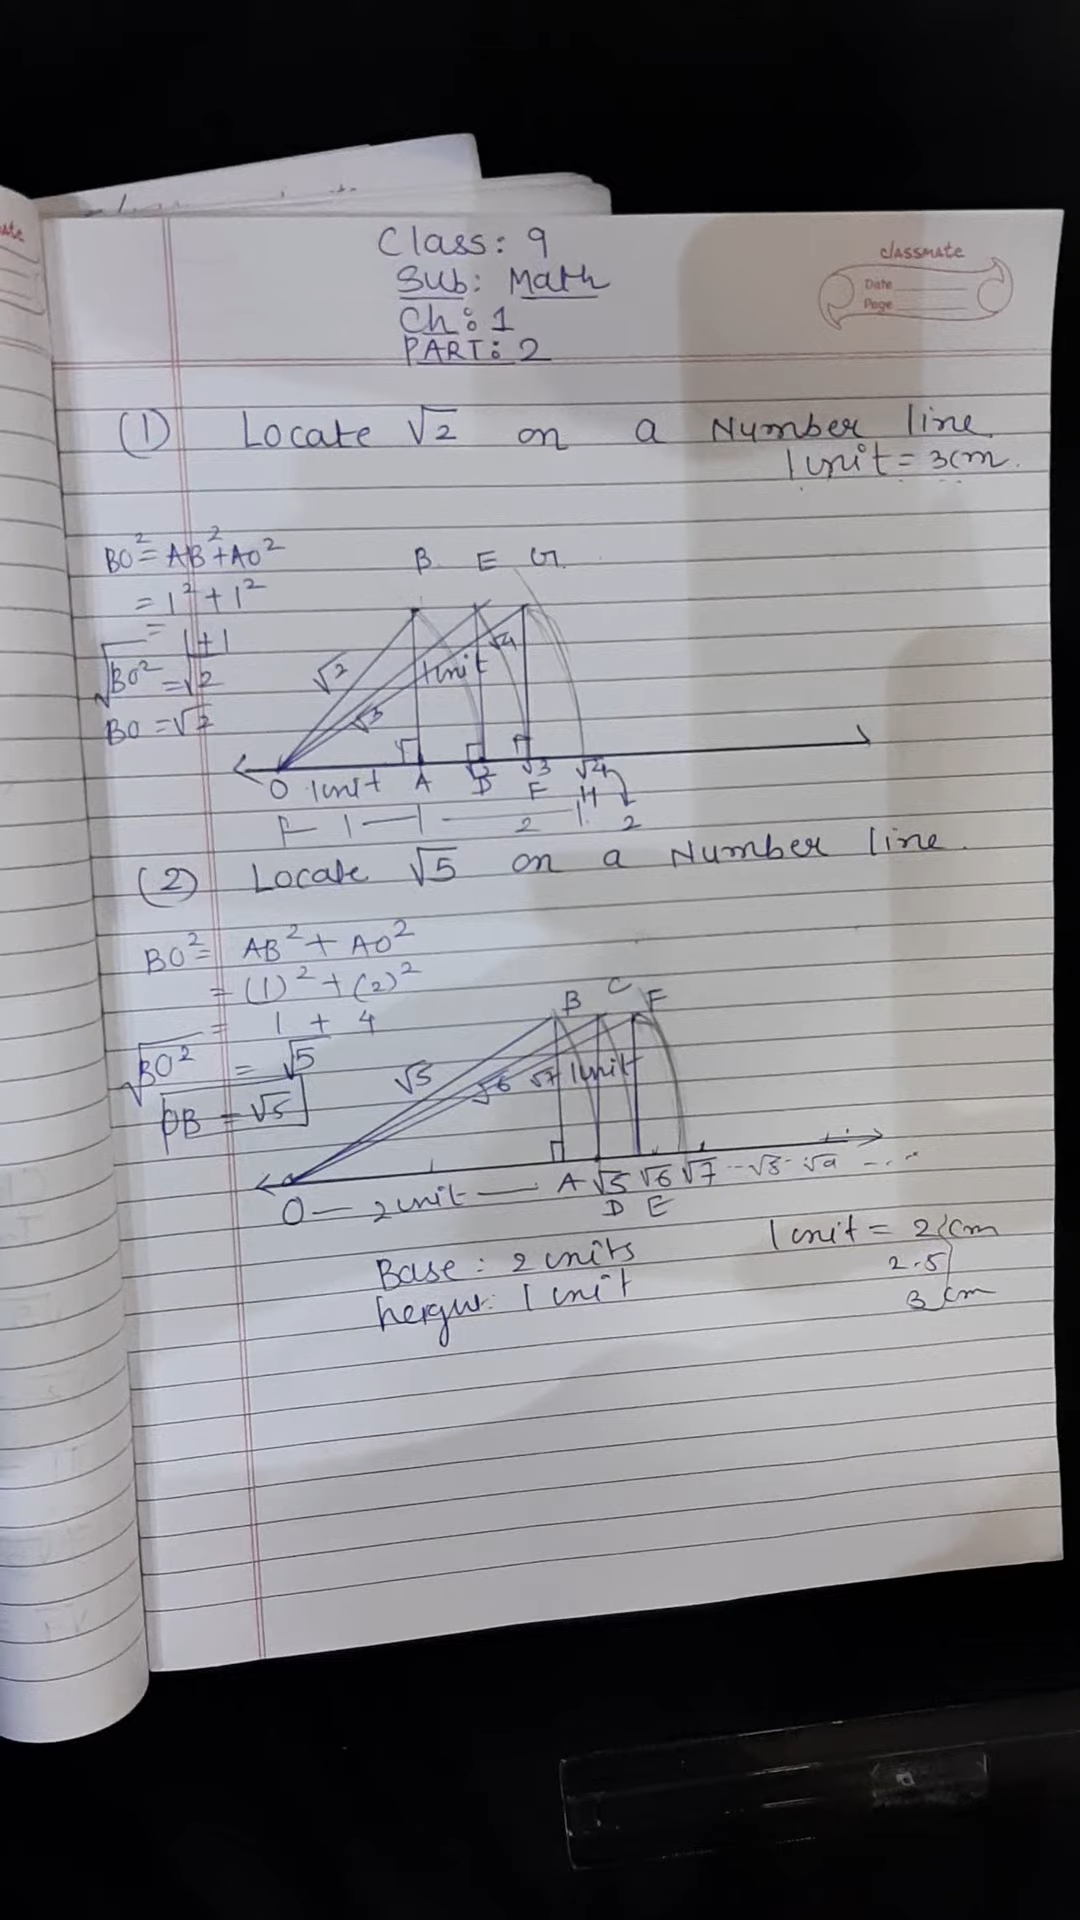 Class: 9
Sub: Math
Ch: 1
PART: 2
classmate
Date
Page
(1) Locate √2 on a Number line.
1 unit = 3cm.
BO² = AB² + AO²
= 1² + 1²
= 1+1
√BO² = √2
BO = √2
B E G
√2 1 unit √4
√3
O 1 unit A √2 √3 √4
D F H
1 2 2
(2) Locate √5 on a Number line.
BO² = AB² + AO²
= (1)² + (2)²
= 1 + 4
√BO² = √5
OB = √5
B C F
√5 √6 √7 1 unit
O — 2 unit — A √5 √6 √7 -- √8 -- √9 - - - -
D E
Base: 2 units
1 unit = 2 cm
2.5
3 cm
1 unit